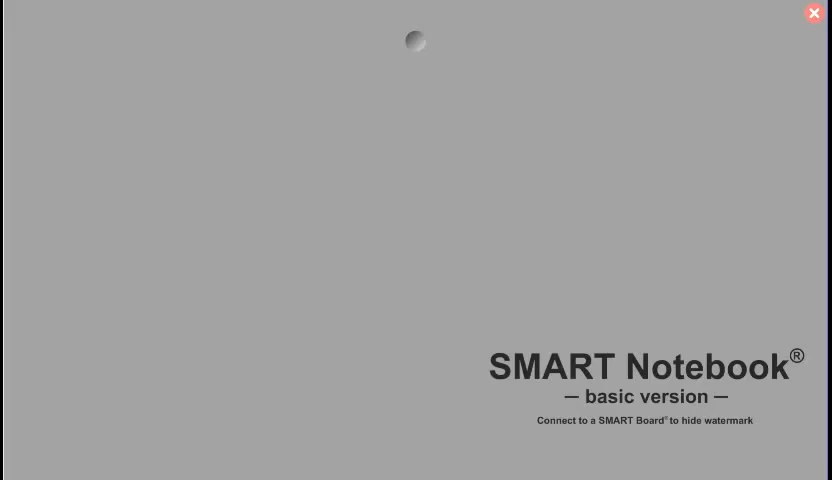 SMART Notebook®
— basic version —
Connect to a SMART Board® to hide watermark